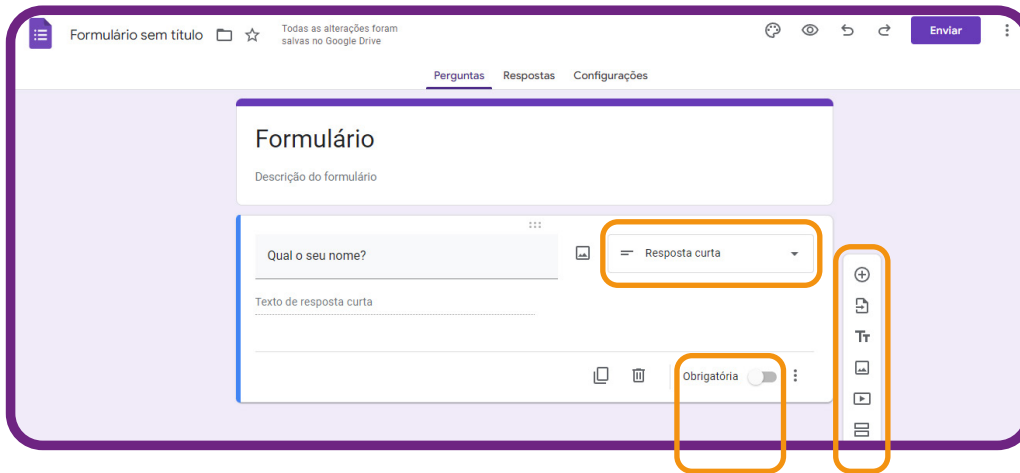 Formulário sem título
Todas as alterações foram
salvas no Google Drive
Enviar
Perguntas Respostas Configurações
Formulário
Descrição do formulário
Qual o seu nome?
Resposta curta
Texto de resposta curta
Tт
Obrigatória